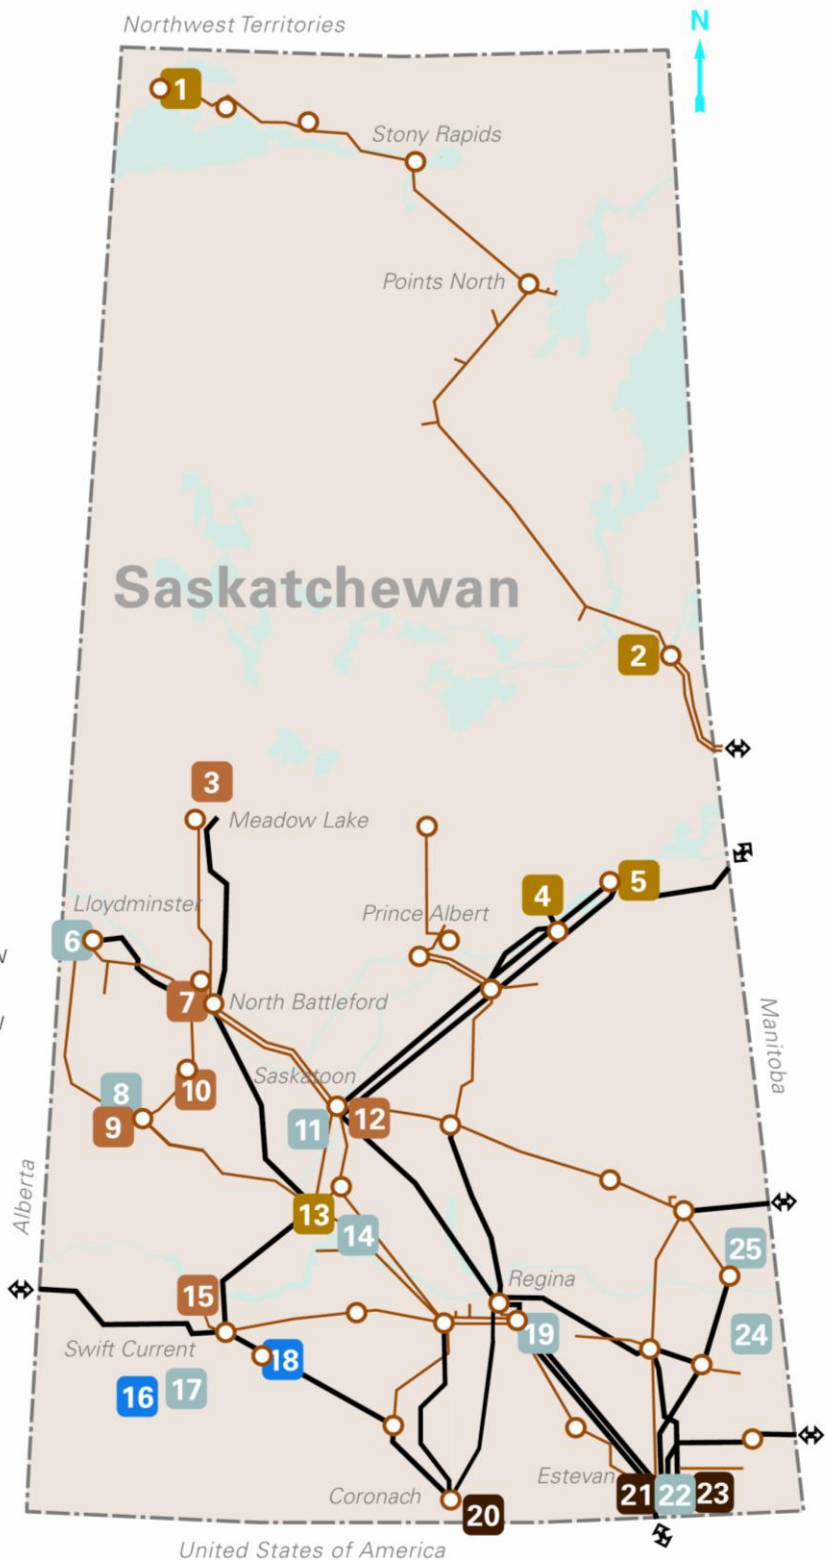 Northwest Territories
N
1
Stony Rapids
Points North
Saskatchewan
2
3
Meadow Lake
4
5
Lloydminster
Prince Albert
6
7
North Battleford
Manitoba
8
9
10
Saskatoon
11
12
Alberta
13
14
15
Regina
25
Swift Current
18
19
24
16
17
Coronach
Estevan
20
21
22
23
United States of America